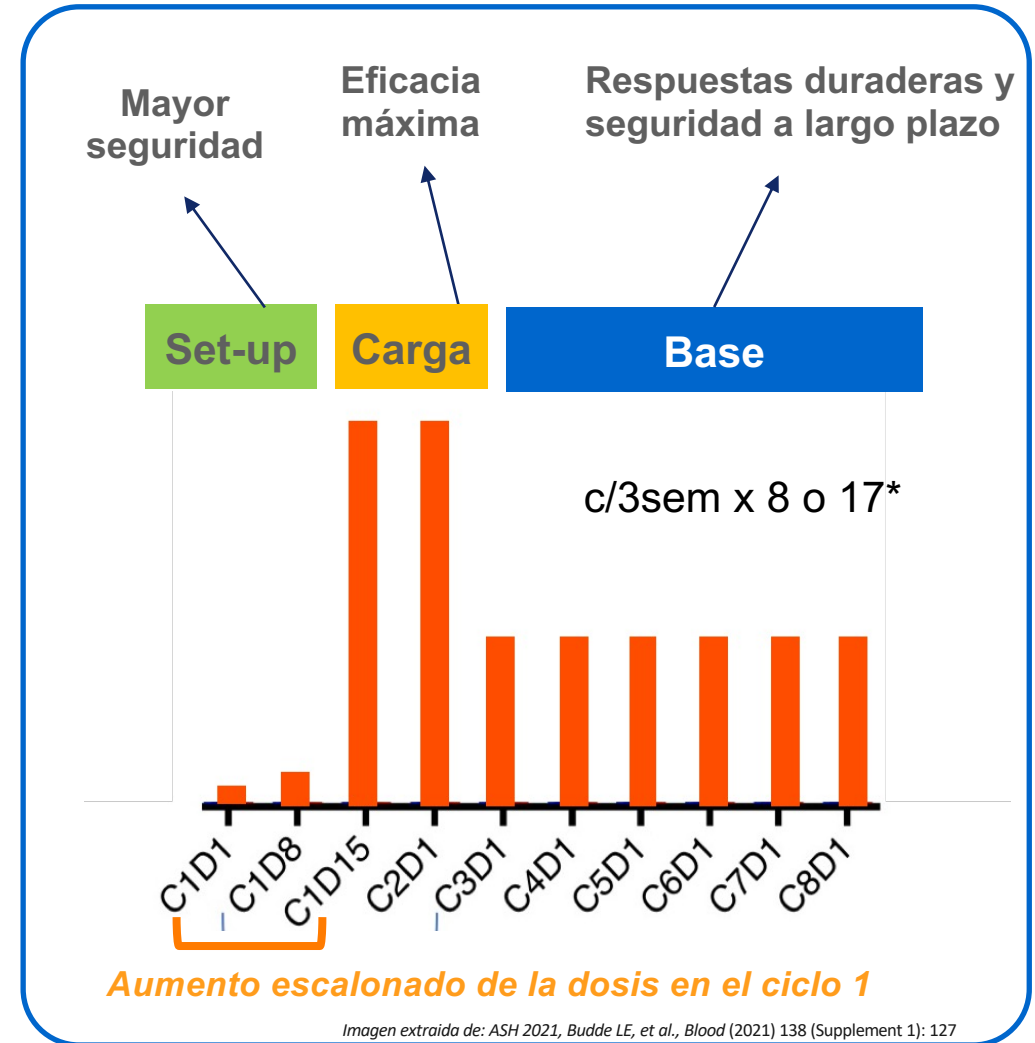 Mayor
seguridad
Eficacia
máxima
Respuestas duraderas y
seguridad a largo plazo
Set-up
Carga
Base
c/3sem x 8 o 17*
C1D1
C1D8
C1D15
C2D1
C3D1
C4D1
C5D1
C6D1
C7D1
C8D1
Aumento escalonado de la dosis en el ciclo 1
Imagen extraida de: ASH 2021, Budde LE, et al., Blood (2021) 138 (Supplement 1): 127